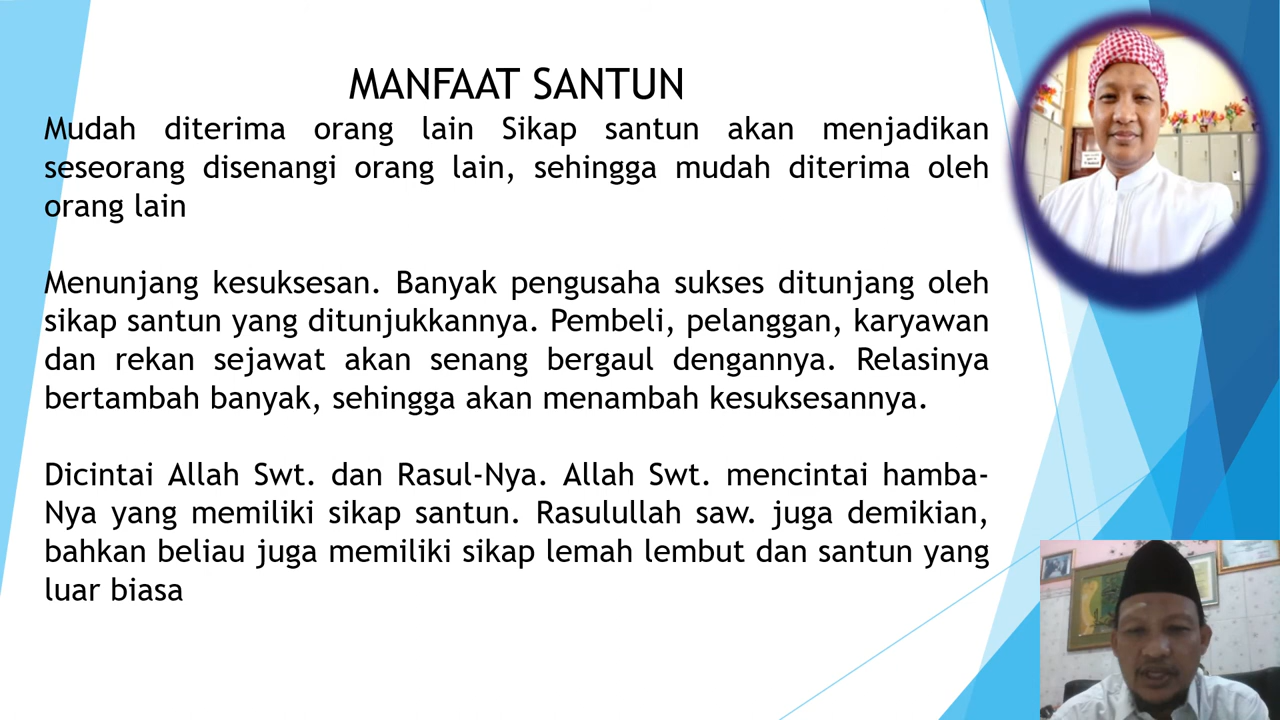 MANFAAT SANTUN
Mudah diterima orang lain Sikap santun akan menjadikan
seseorang disenangi orang lain, sehingga mudah diterima oleh
orang lain
Menunjang kesuksesan. Banyak pengusaha sukses ditunjang oleh
sikap santun yang ditunjukkannya. Pembeli, pelanggan, karyawan
dan rekan sejawat akan senang bergaul dengannya. Relasinya
bertambah banyak, sehingga akan menambah kesuksesannya.
Dicintai Allah Swt. dan Rasul-Nya. Allah Swt. mencintai hamba-
Nya yang memiliki sikap santun. Rasulullah saw. juga demikian,
bahkan beliau juga memiliki sikap lemah lembut dan santun yang
luar biasa